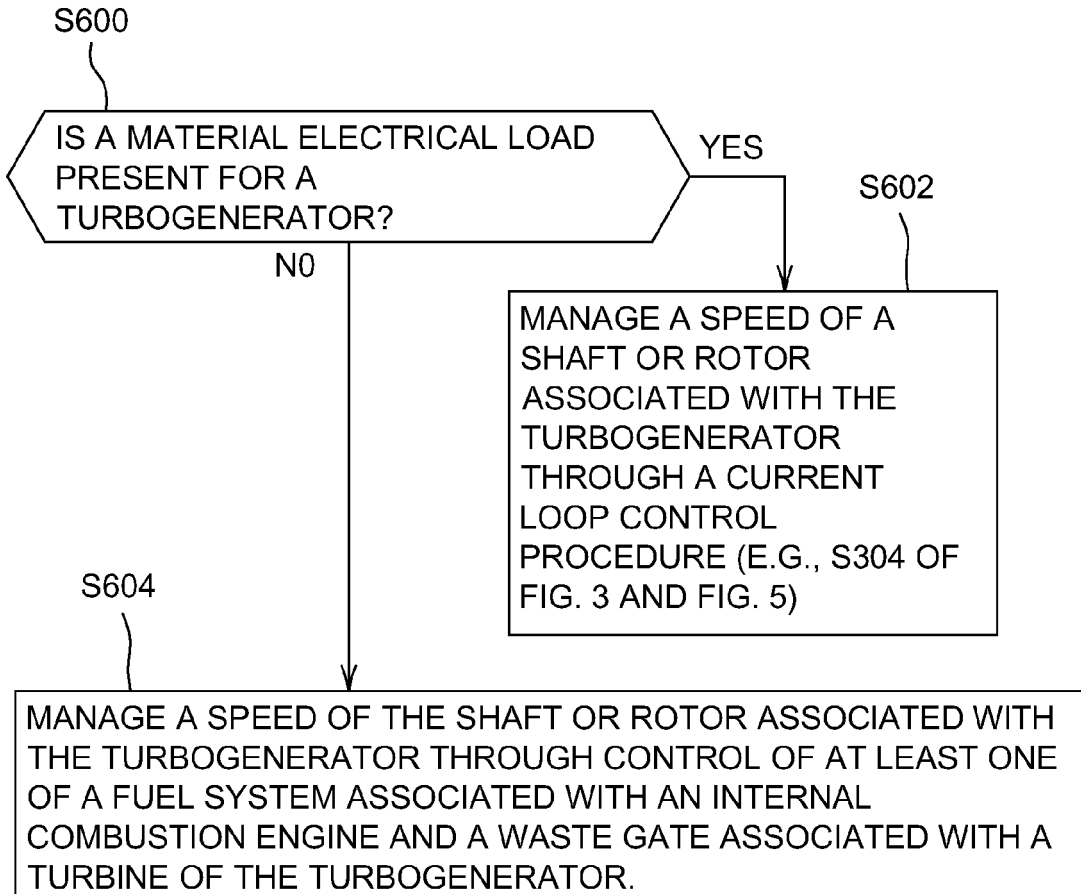 S600
IS A MATERIAL ELECTRICAL LOAD
PRESENT FOR A
TURBOGENERATOR?
YES
N0
S602
MANAGE A SPEED OF A
SHAFT OR ROTOR
ASSOCIATED WITH THE
TURBOGENERATOR
THROUGH A CURRENT
LOOP CONTROL
PROCEDURE (E.G., S304 OF
FIG. 3 AND FIG. 5)
S604
MANAGE A SPEED OF THE SHAFT OR ROTOR ASSOCIATED WITH
THE TURBOGENERATOR THROUGH CONTROL OF AT LEAST ONE
OF A FUEL SYSTEM ASSOCIATED WITH AN INTERNAL
COMBUSTION ENGINE AND A WASTE GATE ASSOCIATED WITH A
TURBINE OF THE TURBOGENERATOR.